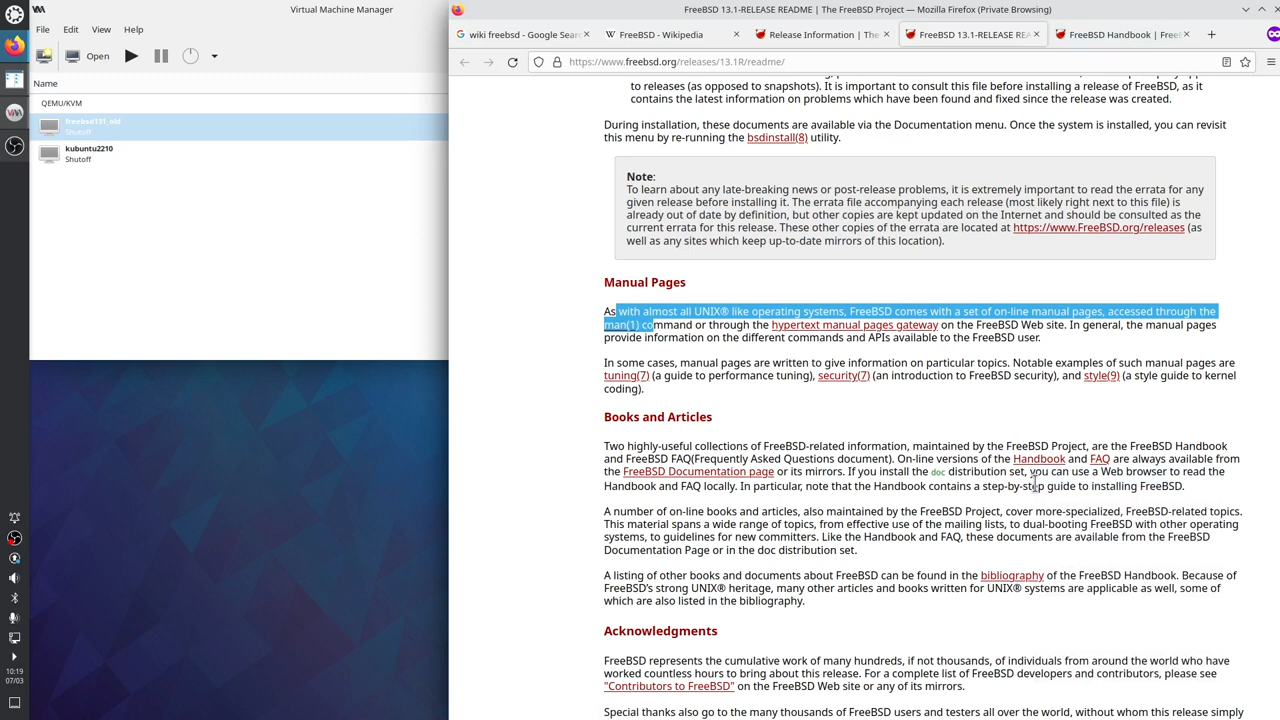 Virtual Machine Manager
File Edit View Help
Open
Name
QEMU/KVM
freebsd131_old
Shutoff
kubuntu2210
Shutoff
10:19
07/03
FreeBSD 13.1-RELEASE README | The FreeBSD Project — Mozilla Firefox (Private Browsing)
wiki freebsd - Google Sear
FreeBSD - Wikipedia
Release Information | The
FreeBSD 13.1-RELEASE REA
FreeBSD Handbook | Free
https://www.freebsd.org/releases/13.1R/readme/
to releases (as opposed to snapshots). It is important to consult this file before installing a release of FreeBSD, as it
contains the latest information on problems which have been found and fixed since the release was created.
During installation, these documents are available via the Documentation menu. Once the system is installed, you can revisit
this menu by re-running the bsdinstall(8) utility.
Note:
To learn about any late-breaking news or post-release problems, it is extremely important to read the errata for any
given release before installing it. The errata file accompanying each release (most likely right next to this file) is
already out of date by definition, but other copies are kept updated on the Internet and should be consulted as the
current errata for this release. These other copies of the errata are located at https://www.FreeBSD.org/releases (as
well as any sites which keep up-to-date mirrors of this location).
Manual Pages
As with almost all UNIX® like operating systems, FreeBSD comes with a set of on-line manual pages, accessed through the
man(1) command or through the hypertext manual pages gateway on the FreeBSD Web site. In general, the manual pages
provide information on the different commands and APIs available to the FreeBSD user.
In some cases, manual pages are written to give information on particular topics. Notable examples of such manual pages are
tuning(7) (a guide to performance tuning), security(7) (an introduction to FreeBSD security), and style(9) (a style guide to kernel
coding).
Books and Articles
Two highly-useful collections of FreeBSD-related information, maintained by the FreeBSD Project, are the FreeBSD Handbook
and FreeBSD FAQ(Frequently Asked Questions document). On-line versions of the Handbook and FAQ are always available from
the FreeBSD Documentation page or its mirrors. If you install the doc distribution set, you can use a Web browser to read the
Handbook and FAQ locally. In particular, note that the Handbook contains a step-by-step guide to installing FreeBSD.
A number of on-line books and articles, also maintained by the FreeBSD Project, cover more-specialized, FreeBSD-related topics.
This material spans a wide range of topics, from effective use of the mailing lists, to dual-booting FreeBSD with other operating
systems, to guidelines for new committers. Like the Handbook and FAQ, these documents are available from the FreeBSD
Documentation Page or in the doc distribution set.
A listing of other books and documents about FreeBSD can be found in the bibliography of the FreeBSD Handbook. Because of
FreeBSD's strong UNIX® heritage, many other articles and books written for UNIX® systems are applicable as well, some of
which are also listed in the bibliography.
Acknowledgments
FreeBSD represents the cumulative work of many hundreds, if not thousands, of individuals from around the world who have
worked countless hours to bring about this release. For a complete list of FreeBSD developers and contributors, please see
"Contributors to FreeBSD" on the FreeBSD Web site or any of its mirrors.
Special thanks also go to the many thousands of FreeBSD users and testers all over the world, without whom this release simply